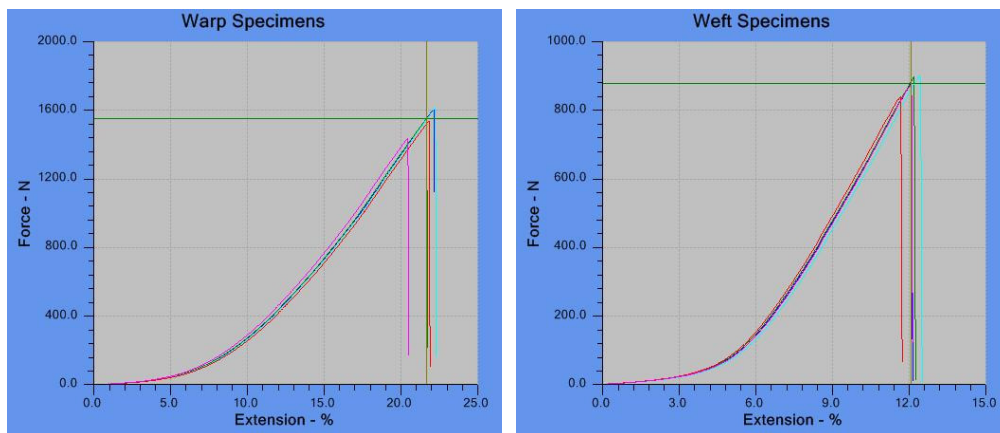 Warp Specimens
2000.0
1600.0
1200.0
800.0
400.0
0.0
Force - N
0.0 5.0 10.0 15.0 20.0 25.0
Extension - %
Weft Specimens
1000.0
800.0
600.0
400.0
200.0
0.0
Force - N
0.0 3.0 6.0 9.0 12.0 15.0
Extension - %